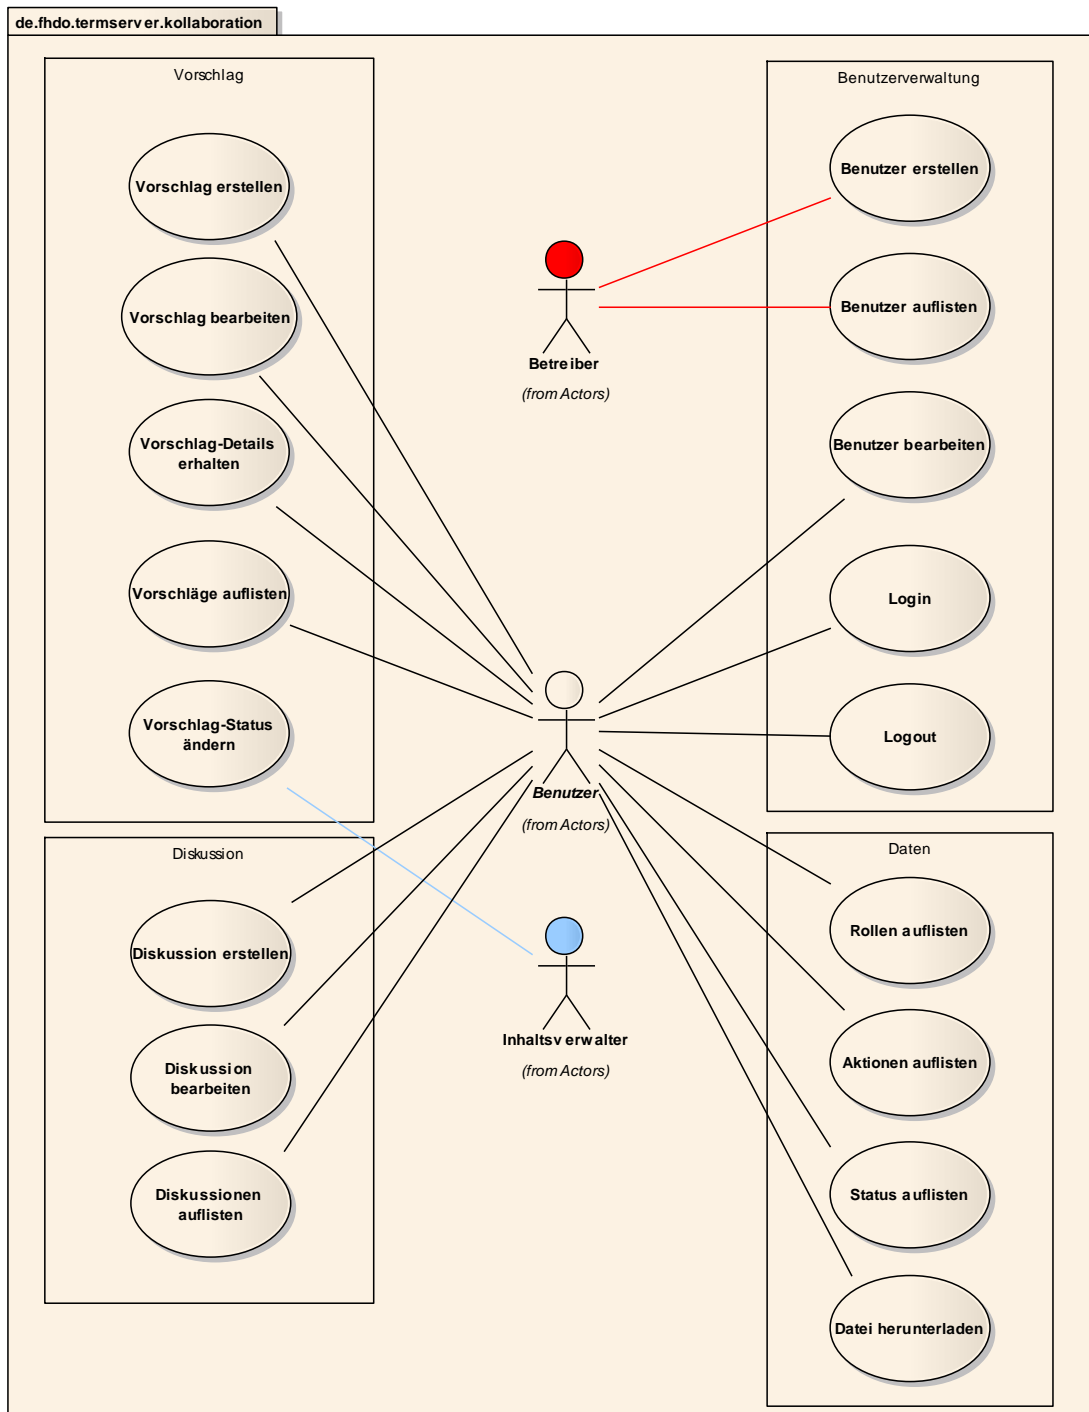 de.fhdo.termserver.kollaboration
Vorschlag
Vorschlag erstellen
Vorschlag bearbeiten
Vorschlag-Details
erhalten
Vorschläge auflisten
Vorschlag-Status
ändern
Diskussion
Diskussion erstellen
Diskussion
bearbeiten
Diskussionen
auflisten
Betreiber
(from Actors)
Benutzer
(from Actors)
Inhaltsverwalter
(from Actors)
Benutzerverwaltung
Benutzer erstellen
Benutzer auflisten
Benutzer bearbeiten
Login
Logout
Daten
Rollen auflisten
Aktionen auflisten
Status auflisten
Datei herunterladen